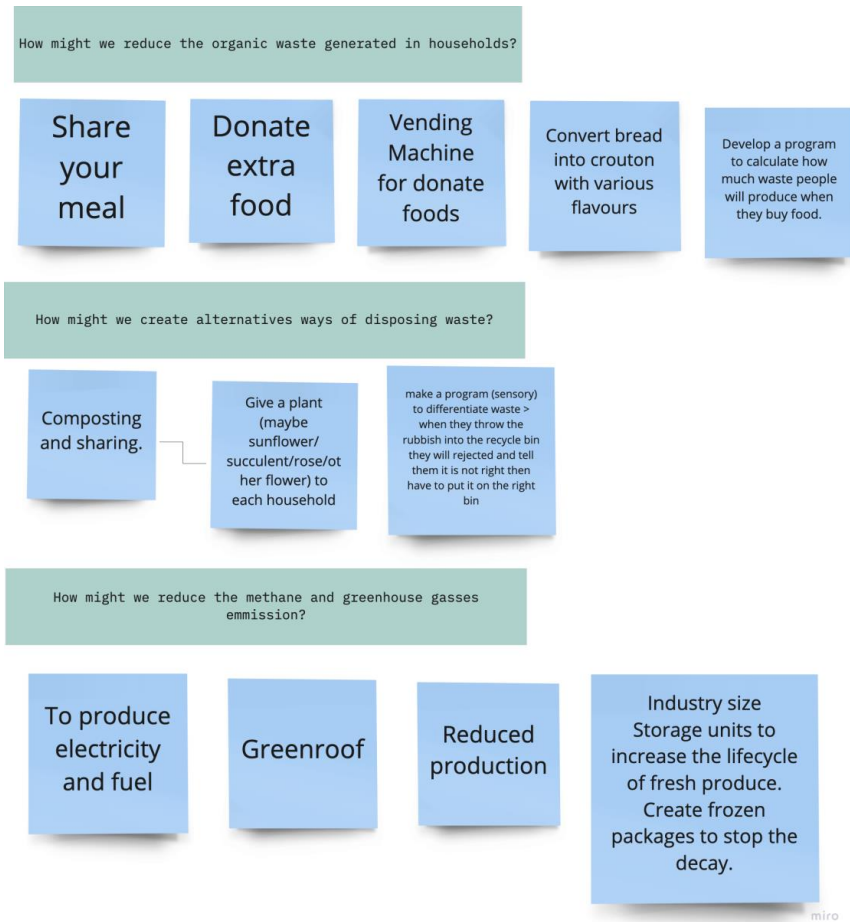 How might we reduce the organic waste generated in households?
Share
your
meal
Donate
extra
food
Vending
Machine
for donate
foods
Convert bread
into crouton
with various
flavours
Develop a program
to calculate how
much waste people
will produce when
they buy food.
How might we create alternatives ways of disposing waste?
Composting
and sharing.
Give a plant
(maybe
sunflower/
succulent/rose/ot
her flower) to
each household
make a program (sensory)
to differentiate waste >
when they throw the
rubbish into the recycle bin
they will rejected and tell
them it is not right then
have to put it on the right
bin
How might we reduce the methane and greenhouse gasses
emmission?
To produce
electricity
and fuel
Greenroof
Reduced
production
Industry size
Storage units to
increase the lifecycle
of fresh produce.
Create frozen
packages to stop the
decay.
miro